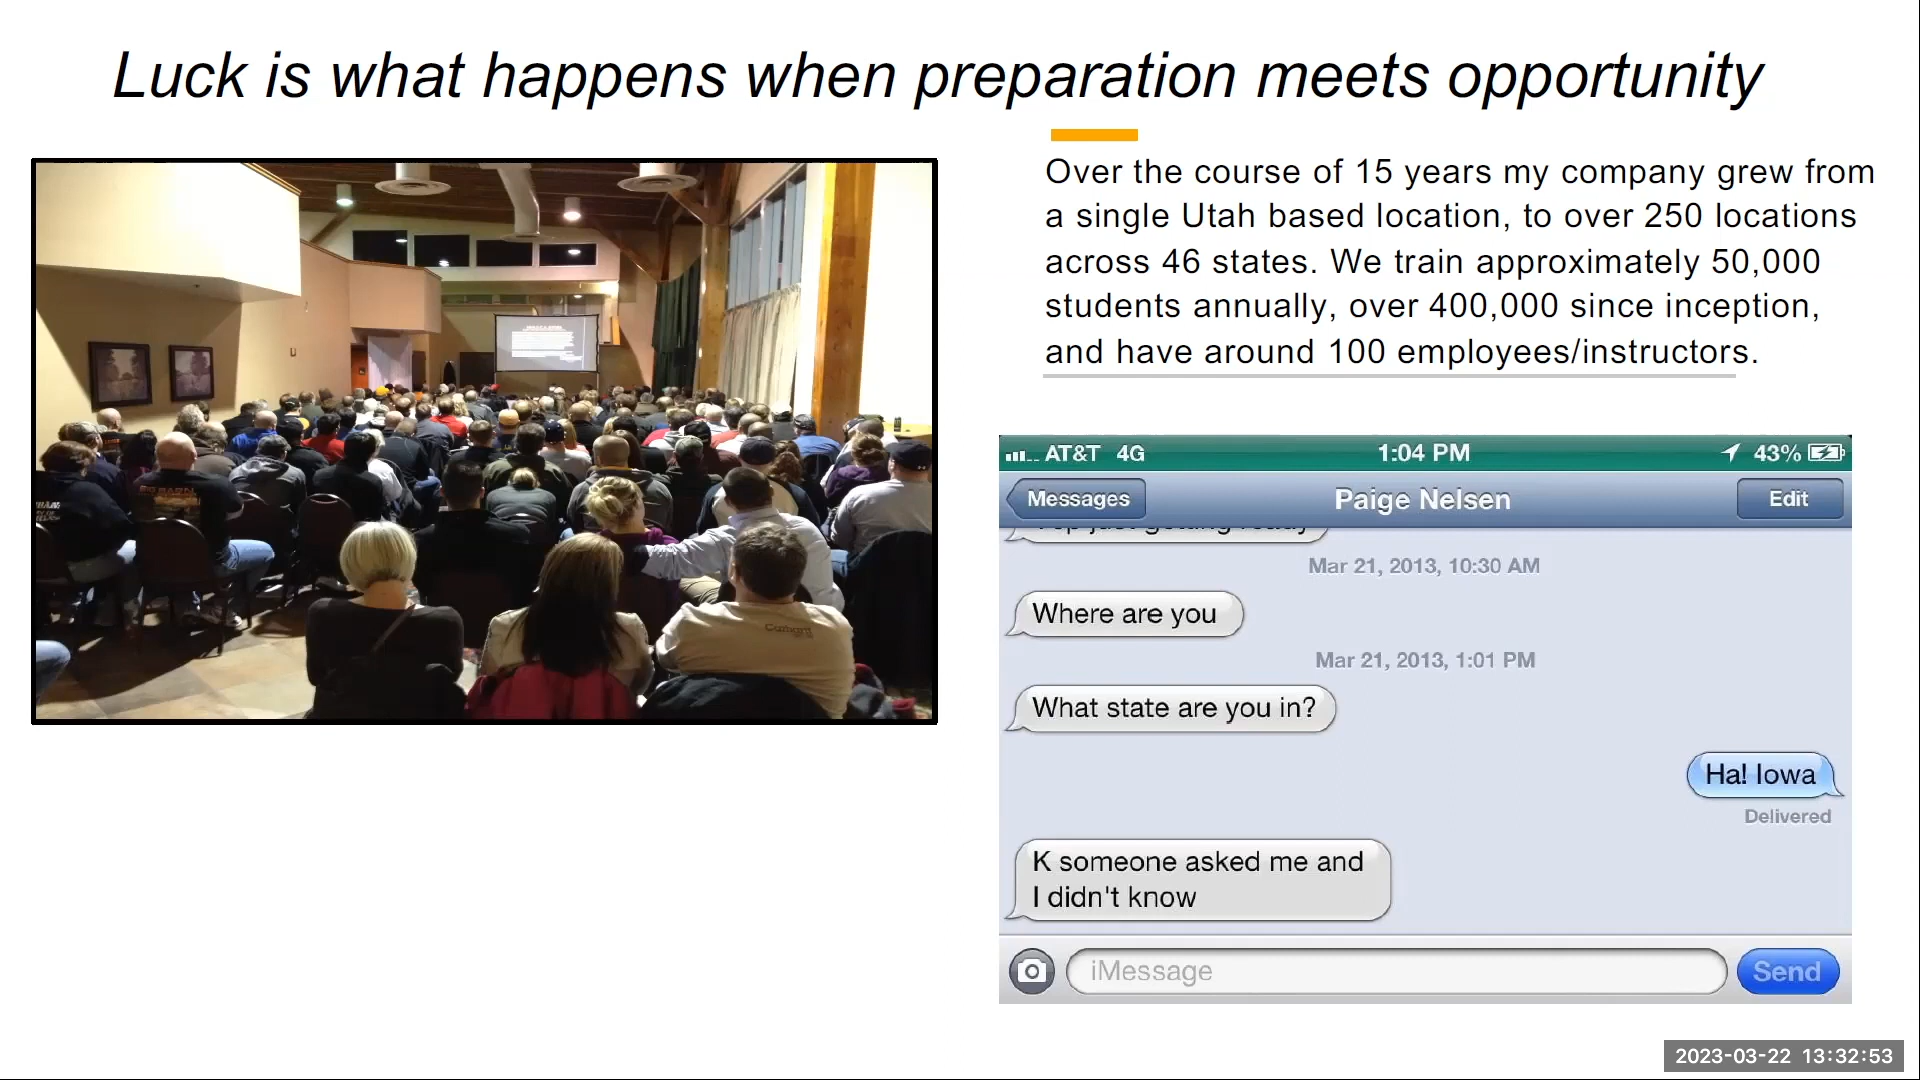 Luck is what happens when preparation meets opportunity
Over the course of 15 years my company grew from
a single Utah based location, to over 250 locations
across 46 states. We train approximately 50,000
students annually, over 400,000 since inception,
and have around 100 employees/instructors.
AT&T 4G 1:04 PM 43%
Messages Paige Nelsen Edit
Mar 21, 2013, 10:30 AM
Where are you
Mar 21, 2013, 1:01 PM
What state are you in?
Ha! Iowa
Delivered
K someone asked me and
I didn't know
iMessage Send
Carhartt
2023-03-22 13:32:53